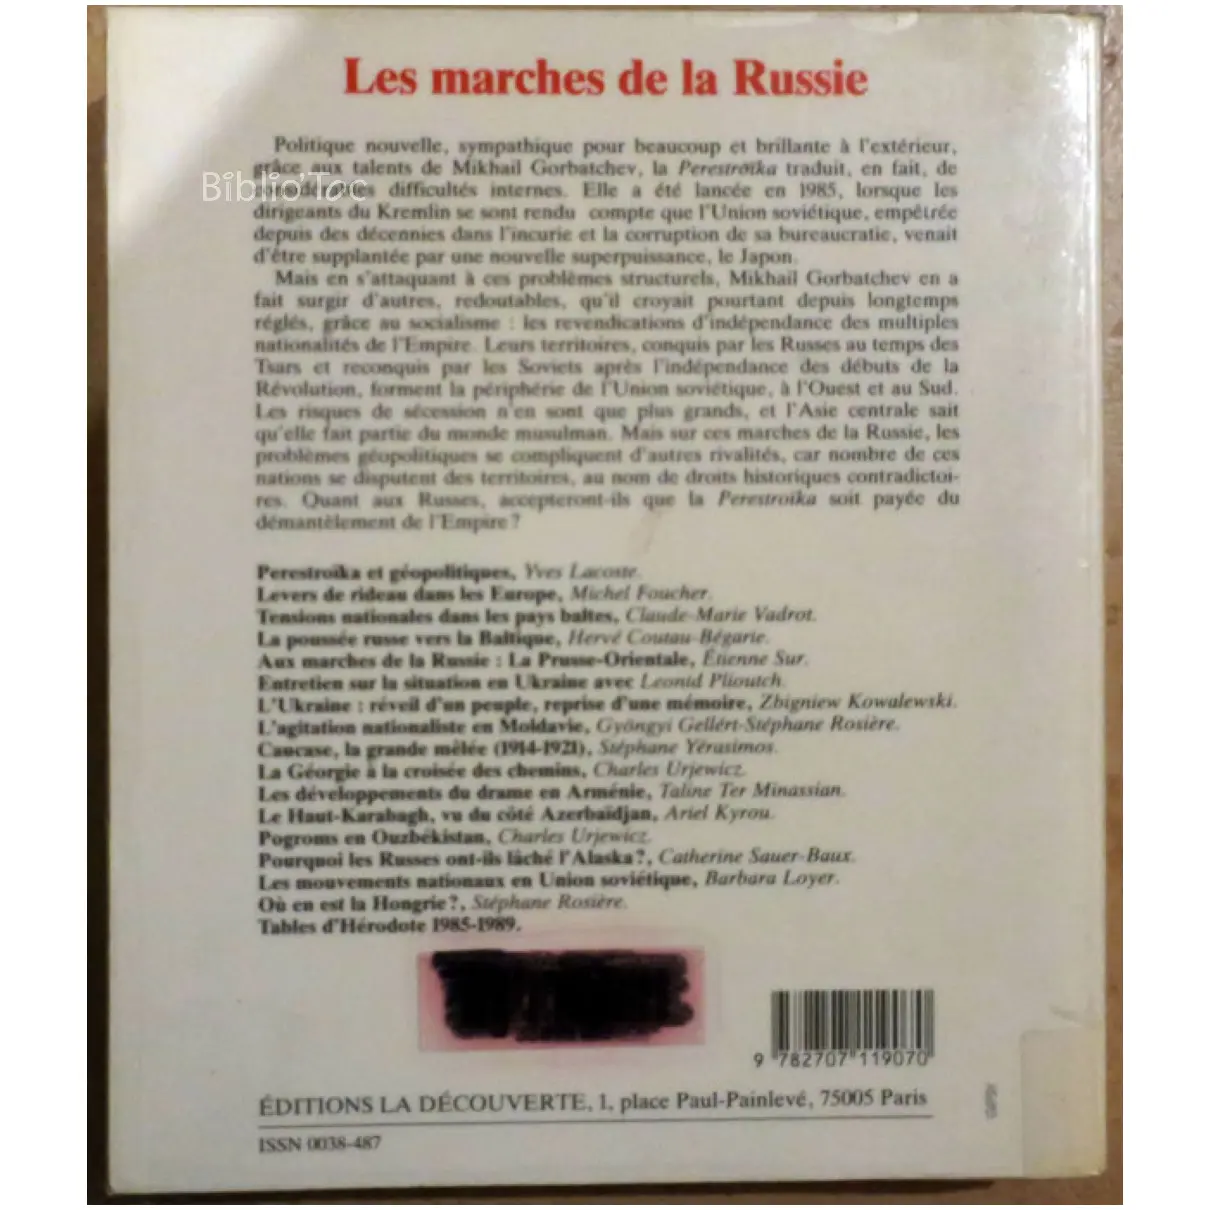 Les marches de la Russie
Politique nouvelle, sympathique pour beaucoup et brillante à l'extérieur,
grâce aux talents de Mikhail Gorbatchev, la Perestroïka traduit, en fait, de
Biblio'Toc
considérables difficultés internes. Elle a été lancée en 1985, lorsque les
dirigeants du Kremlin se sont rendu compte que l'Union soviétique, empêtrée
depuis des décennies dans l'incurie et la corruption de sa bureaucratie, venait
d'être supplantée par une nouvelle superpuissance, le Japon.
Mais en s'attaquant à ces problèmes structurels, Mikhail Gorbatchev en a
fait surgir d'autres, redoutables, qu'il croyait pourtant depuis longtemps
réglés, grâce au socialisme : les revendications d'indépendance des multiples
nationalités de l'Empire. Leurs territoires, conquis par les Russes au temps des
Tsars et reconquis par les Soviets après l'indépendance des débuts de la
Révolution, forment la périphérie de l'Union soviétique, à l'Ouest et au Sud.
Les risques de sécession n'en sont que plus grands, et l'Asie centrale sait
qu'elle fait partie du monde musulman. Mais sur ces marches de la Russie, les
problèmes géopolitiques se compliquent d'autres rivalités, car nombre de ces
nations se disputent des territoires, au nom de droits historiques contradictoi-
res. Quant aux Russes, accepteront-ils que la Perestroïka soit payée du
démantèlement de l'Empire ?
Perestroïka et géopolitiques, Yves Lacoste.
Levers de rideau dans les Europe, Michel Foucher.
Tensions nationales dans les pays baltes, Claude-Marie Vadrot.
La poussée russe vers la Baltique, Hervé Coutau-Bégarie.
Aux marches de la Russie : La Prusse-Orientale, Étienne Sur.
Entretien sur la situation en Ukraine avec Leonid Plioutch.
L'Ukraine : réveil d'un peuple, reprise d'une mémoire, Zbigniew Kowalewski.
L'agitation nationaliste en Moldavie, Gyöngyi Gellért-Stéphane Rosière.
Caucase, la grande mêlée (1914-1921), Stéphane Yérasimos.
La Géorgie à la croisée des chemins, Charles Urjewicz.
Les développements du drame en Arménie, Taline Ter Minassian.
Le Haut-Karabagh, vu du côté Azerbaïdjan, Ariel Kyrou.
Pogroms en Ouzbékistan, Charles Urjewicz.
Pourquoi les Russes ont-ils lâché l'Alaska ?, Catherine Sauer-Baux.
Les mouvements nationaux en Union soviétique, Barbara Loyer.
Où en est la Hongrie ?, Stéphane Rosière.
Tables d'Hérodote 1985-1989.
9 782707 119070
ÉDITIONS LA DÉCOUVERTE, 1, place Paul-Painlevé, 75005 Paris
ISSN 0038-487